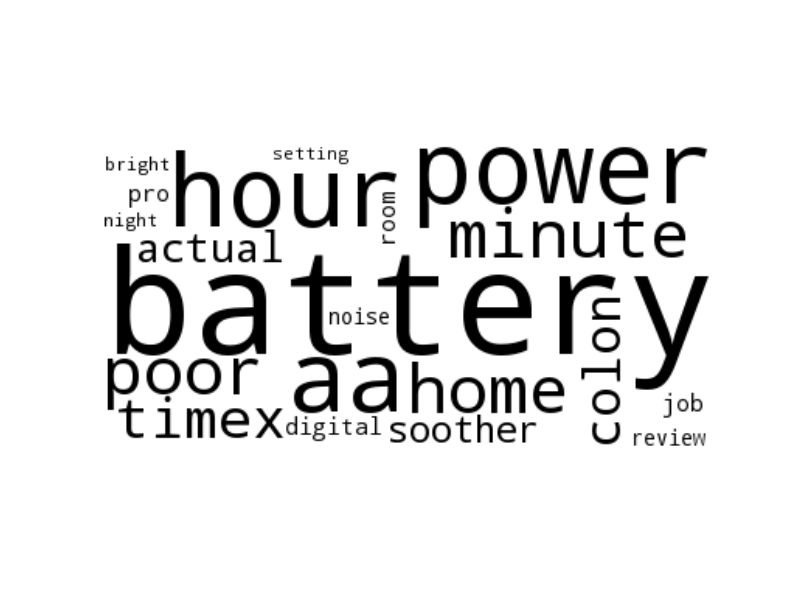 setting
bright
hour
power
pro
room
night
minute
actual
battery
noise
colon
poor
aa
home
job
timex
digital
soother
review